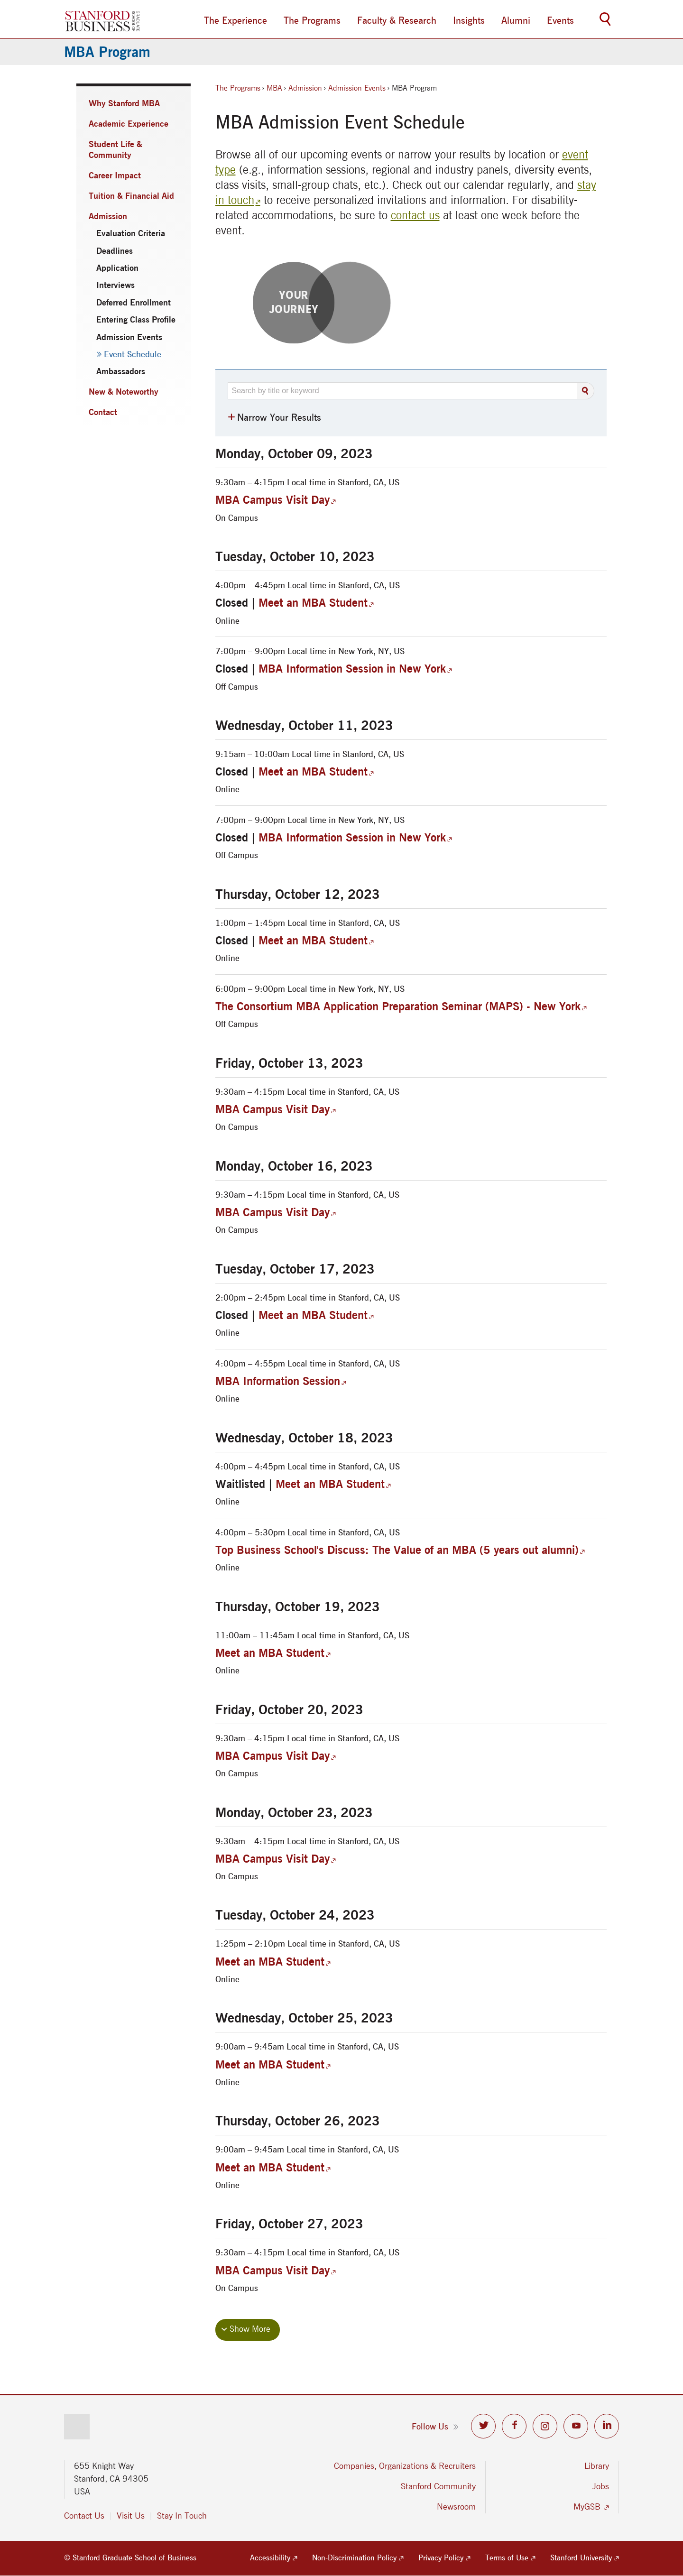 STANFORD
BUSINESS
The Experience
The Programs
Faculty & Research
Insights
Alumni
Events
MBA Program
Why Stanford MBA
Academic Experience
Student Life &
Community
Career Impact
Tuition & Financial Aid
Admission
Evaluation Criteria
Deadlines
Application
Interviews
Deferred Enrollment
Entering Class Profile
Admission Events
» Event Schedule
Ambassadors
New & Noteworthy
Contact
The Programs › MBA › Admission › Admission Events › MBA Program
MBA Admission Event Schedule
Browse all of our upcoming events or narrow your results by location or event
type (e.g., information sessions, regional and industry panels, diversity events,
class visits, small-group chats, etc.). Check out our calendar regularly, and stay
in touch to receive personalized invitations and information. For disability-
related accommodations, be sure to contact us at least one week before the
event.
YOUR
JOURNEY
Search by title or keyword
+ Narrow Your Results
Monday, October 09, 2023
9:30am – 4:15pm Local time in Stanford, CA, US
MBA Campus Visit Day
On Campus
Tuesday, October 10, 2023
4:00pm – 4:45pm Local time in Stanford, CA, US
Closed | Meet an MBA Student
Online
7:00pm – 9:00pm Local time in New York, NY, US
Closed | MBA Information Session in New York
Off Campus
Wednesday, October 11, 2023
9:15am – 10:00am Local time in Stanford, CA, US
Closed | Meet an MBA Student
Online
7:00pm – 9:00pm Local time in New York, NY, US
Closed | MBA Information Session in New York
Off Campus
Thursday, October 12, 2023
1:00pm – 1:45pm Local time in Stanford, CA, US
Closed | Meet an MBA Student
Online
6:00pm – 9:00pm Local time in New York, NY, US
The Consortium MBA Application Preparation Seminar (MAPS) - New York
Off Campus
Friday, October 13, 2023
9:30am – 4:15pm Local time in Stanford, CA, US
MBA Campus Visit Day
On Campus
Monday, October 16, 2023
9:30am – 4:15pm Local time in Stanford, CA, US
MBA Campus Visit Day
On Campus
Tuesday, October 17, 2023
2:00pm – 2:45pm Local time in Stanford, CA, US
Closed | Meet an MBA Student
Online
4:00pm – 4:55pm Local time in Stanford, CA, US
MBA Information Session
Online
Wednesday, October 18, 2023
4:00pm – 4:45pm Local time in Stanford, CA, US
Waitlisted | Meet an MBA Student
Online
4:00pm – 5:30pm Local time in Stanford, CA, US
Top Business School's Discuss: The Value of an MBA (5 years out alumni)
Online
Thursday, October 19, 2023
11:00am – 11:45am Local time in Stanford, CA, US
Meet an MBA Student
Online
Friday, October 20, 2023
9:30am – 4:15pm Local time in Stanford, CA, US
MBA Campus Visit Day
On Campus
Monday, October 23, 2023
9:30am – 4:15pm Local time in Stanford, CA, US
MBA Campus Visit Day
On Campus
Tuesday, October 24, 2023
1:25pm – 2:10pm Local time in Stanford, CA, US
Meet an MBA Student
Online
Wednesday, October 25, 2023
9:00am – 9:45am Local time in Stanford, CA, US
Meet an MBA Student
Online
Thursday, October 26, 2023
9:00am – 9:45am Local time in Stanford, CA, US
Meet an MBA Student
Online
Friday, October 27, 2023
9:30am – 4:15pm Local time in Stanford, CA, US
MBA Campus Visit Day
On Campus
Show More
Follow Us »
655 Knight Way
Stanford, CA 94305
USA
Contact Us
Visit Us
Stay In Touch
Companies, Organizations & Recruiters
Stanford Community
Newsroom
Library
Jobs
MyGSB
© Stanford Graduate School of Business
Accessibility
Non-Discrimination Policy
Privacy Policy
Terms of Use
Stanford University